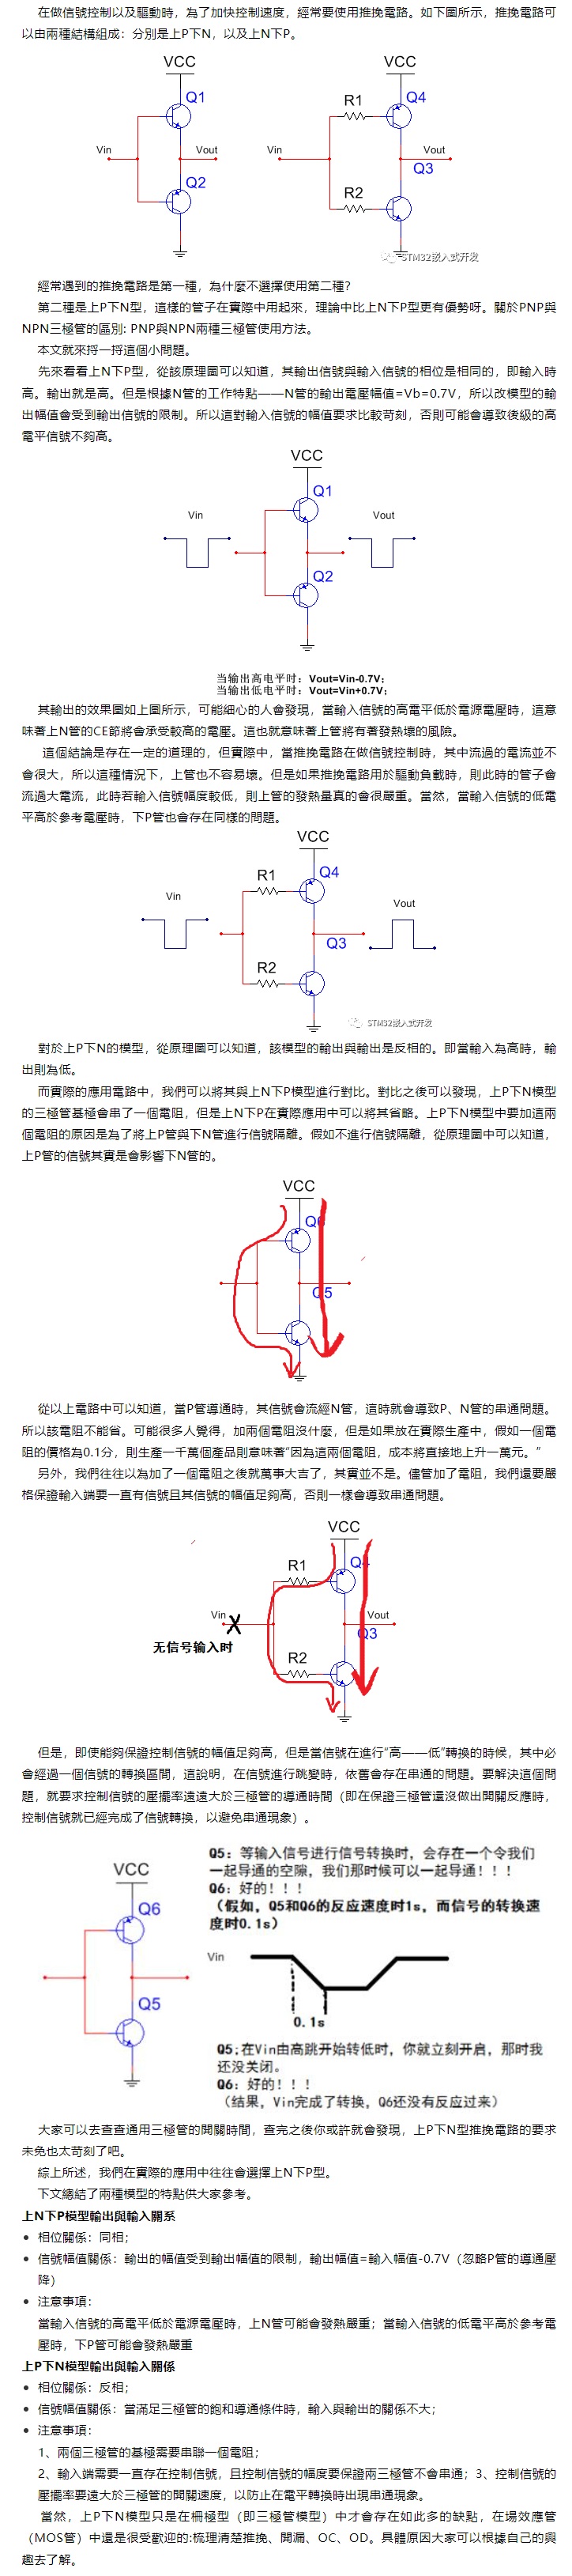 在做信號控制以及驅動時，為了加快控制速度，經常要使用推挽電路。如下圖所示，推挽電路可
以由兩種結構組成：分別是上P下N，以及上N下P。
VCC
Q1
Vin
Vout
Q2
VCC
R1
Q4
Vin
Vout
Q3
R2
STM32嵌入式开发
經常遇到的推挽電路是第一種，為什麼不選擇使用第二種？
第二種是上P下N型，這樣的管子在實際中用起來，理論中比上N下P型更有優勢呀。關於PNP與
NPN三極管的區別: PNP與NPN兩種三極管使用方法。
本文就來捋一捋這個小問題。
先來看看上N下P型，從該原理圖可以知道，其輸出信號與輸入信號的相位是相同的，即輸入時
高。輸出就是高。但是根據N管的工作特點——N管的輸出電壓幅值=Vb=0.7V，所以改模型的輸
出幅值會受到輸出信號的限制。所以這對輸入信號的幅值要求比較苛刻，否則可能會導致後級的高
電平信號不夠高。
VCC
Q1
Vin
Vout
Q2
当输出高电平时：Vout=Vin-0.7V；
当输出低电平时：Vout=Vin+0.7V；
其輸出的效果圖如上圖所示，可能細心的人會發現，當輸入信號的高電平低於電源電壓時，這意
味著上N管的CE節將會承受較高的電壓。這也就意味著上管將有著發熱壞的風險。
這個結論是存在一定的道理的，但實際中，當推挽電路在做信號控制時，其中流過的電流並不
會很大，所以這種情況下，上管也不容易壞。但是如果推挽電路用於驅動負載時，則此時的管子會
流過大電流，此時若輸入信號幅度較低，則上管的發熱量真的會很嚴重。當然，當輸入信號的低電
平高於參考電壓時，下P管也會存在同樣的問題。
VCC
R1
Q4
Vin
Vout
Q3
R2
STM32嵌入式开发
對於上P下N的模型，從原理圖可以知道，該模型的輸出與輸出是反相的。即當輸入為高時，輸
出則為低。
而實際的應用電路中，我們可以將其與上N下P模型進行對比。對比之後可以發現，上P下N模型
的三極管基極會串了一個電阻，但是上N下P在實際應用中可以將其省略。上P下N模型中要加這兩
個電阻的原因是為了將上P管與下N管進行信號隔離。假如不進行信號隔離，從原理圖中可以知道，
上P管的信號其實是會影響下N管的。
VCC
Q6
Q5
從以上電路中可以知道，當P管導通時，其信號會流經N管，這時就會導致P、N管的串通問題。
所以該電阻不能省。可能很多人覺得，加兩個電阻沒什麼，但是如果放在實際生產中，假如一個電
阻的價格為0.1分，則生產一千萬個產品則意味著“因為這兩個電阻，成本將直接地上升一萬元。”
另外，我們往往以為加了一個電阻之後就萬事大吉了，其實並不是。儘管加了電阻，我們還要嚴
格保證輸入端要一直有信號且其信號的幅值足夠高，否則一樣會導致串通問題。
VCC
R1
Q4
Vin
Vout
Q3
无信号输入时
R2
但是，即使能夠保證控制信號的幅值足夠高，但是當信號在進行“高——低”轉換的時候，其中必
會經過一個信號的轉換區間，這說明，在信號進行跳變時，依舊會存在串通的問題。要解決這個問
題，就要求控制信號的壓擺率遠遠大於三極管的導通時間（即在保證三極管還沒做出開關反應時，
控制信號就已經完成了信號轉換，以避免串通現象）。
VCC
Q6
Q5
Q5：等输入信号进行信号转换时，会存在一个令我们
一起导通的空隙，我们那时候可以一起导通！！！
Q6：好的！！！
（假如，Q5和Q6的反应速度时1s，而信号的转换速
度时0.1s）
Vin
0.1s
Q5;在Vin由高跳开始转低时，你就立刻开启，那时我
还没关闭。
Q6：好的！！！
（结果，Vin完成了转换，Q6还没有反应过来）
大家可以去查查通用三極管的開關時間，查完之後你或許就會發現，上P下N型推挽電路的要求
未免也太苛刻了吧。
綜上所述，我們在實際的應用中往往會選擇上N下P型。
下文總結了兩種模型的特點供大家參考。
上N下P模型輸出與輸入關系
● 相位關係：同相；
● 信號幅值關係：輸出的幅值受到輸出幅值的限制，輸出幅值=輸入幅值-0.7V（忽略P管的導通壓
降）
● 注意事項：
當輸入信號的高電平低於電源電壓時，上N管可能會發熱嚴重；當輸入信號的低電平高於參考電
壓時，下P管可能會發熱嚴重
上P下N模型輸出與輸入關係
● 相位關係：反相；
● 信號幅值關係：當滿足三極管的飽和導通條件時，輸入與輸出的關係不大；
● 注意事項：
1、兩個三極管的基極需要串聯一個電阻；
2、輸入端需要一直存在控制信號，且控制信號的幅度要保證兩三極管不會串通；3、控制信號的
壓擺率要遠大於三極管的開關速度，以防止在電平轉換時出現串通現象。
當然，上P下N模型只是在柵極型（即三極管模型）中才會存在如此多的缺點，在場效應管
（MOS管）中還是很受歡迎的:梳理清楚推挽、開漏、OC、OD。具體原因大家可以根據自己的興
趣去了解。